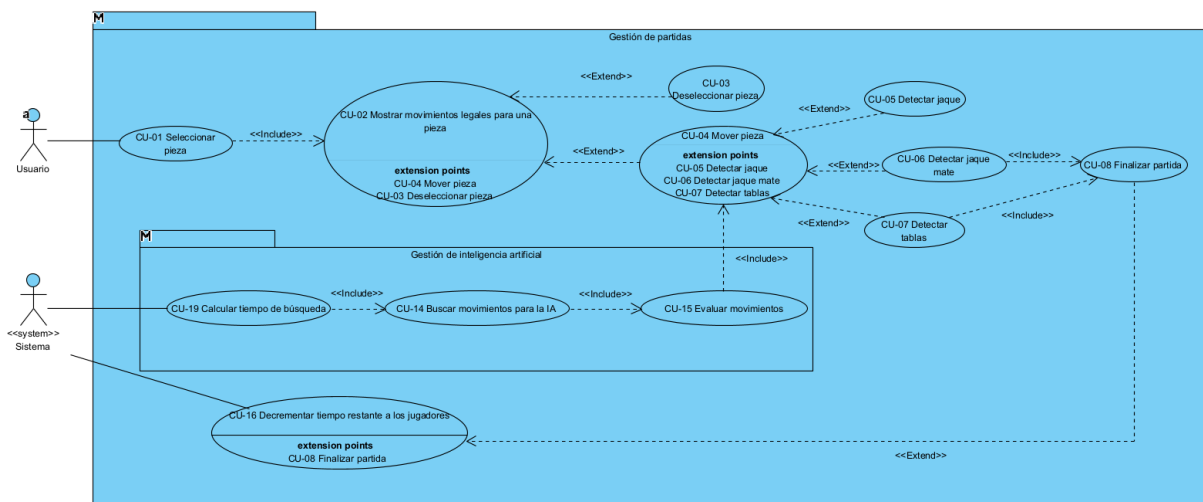 M
Gestión de partidas
a
Usuario
CU-01 Seleccionar
pieza
<<Include>>
CU-02 Mostrar movimientos legales para una
pieza
extension points
CU-04 Mover pieza
CU-03 Deseleccionar pieza
<<Extend>>
CU-03
Deseleccionar pieza
<<Extend>>
CU-04 Mover pieza
extension points
CU-05 Detectar jaque
CU-06 Detectar jaque mate
CU-07 Detectar tablas
<<Extend>>
CU-05 Detectar jaque
<<Extend>>
CU-06 Detectar jaque
mate
<<Include>>
CU-08 Finalizar partida
<<Extend>>
CU-07 Detectar
tablas
<<Include>>
M
Gestión de inteligencia artificial
<<Include>>
<<system>>
Sistema
CU-19 Calcular tiempo de búsqueda
<<Include>>
CU-14 Buscar movimientos para la IA
<<Include>>
CU-15 Evaluar movimientos
CU-16 Decrementar tiempo restante a los jugadores
extension points
CU-08 Finalizar partida
<<Extend>>